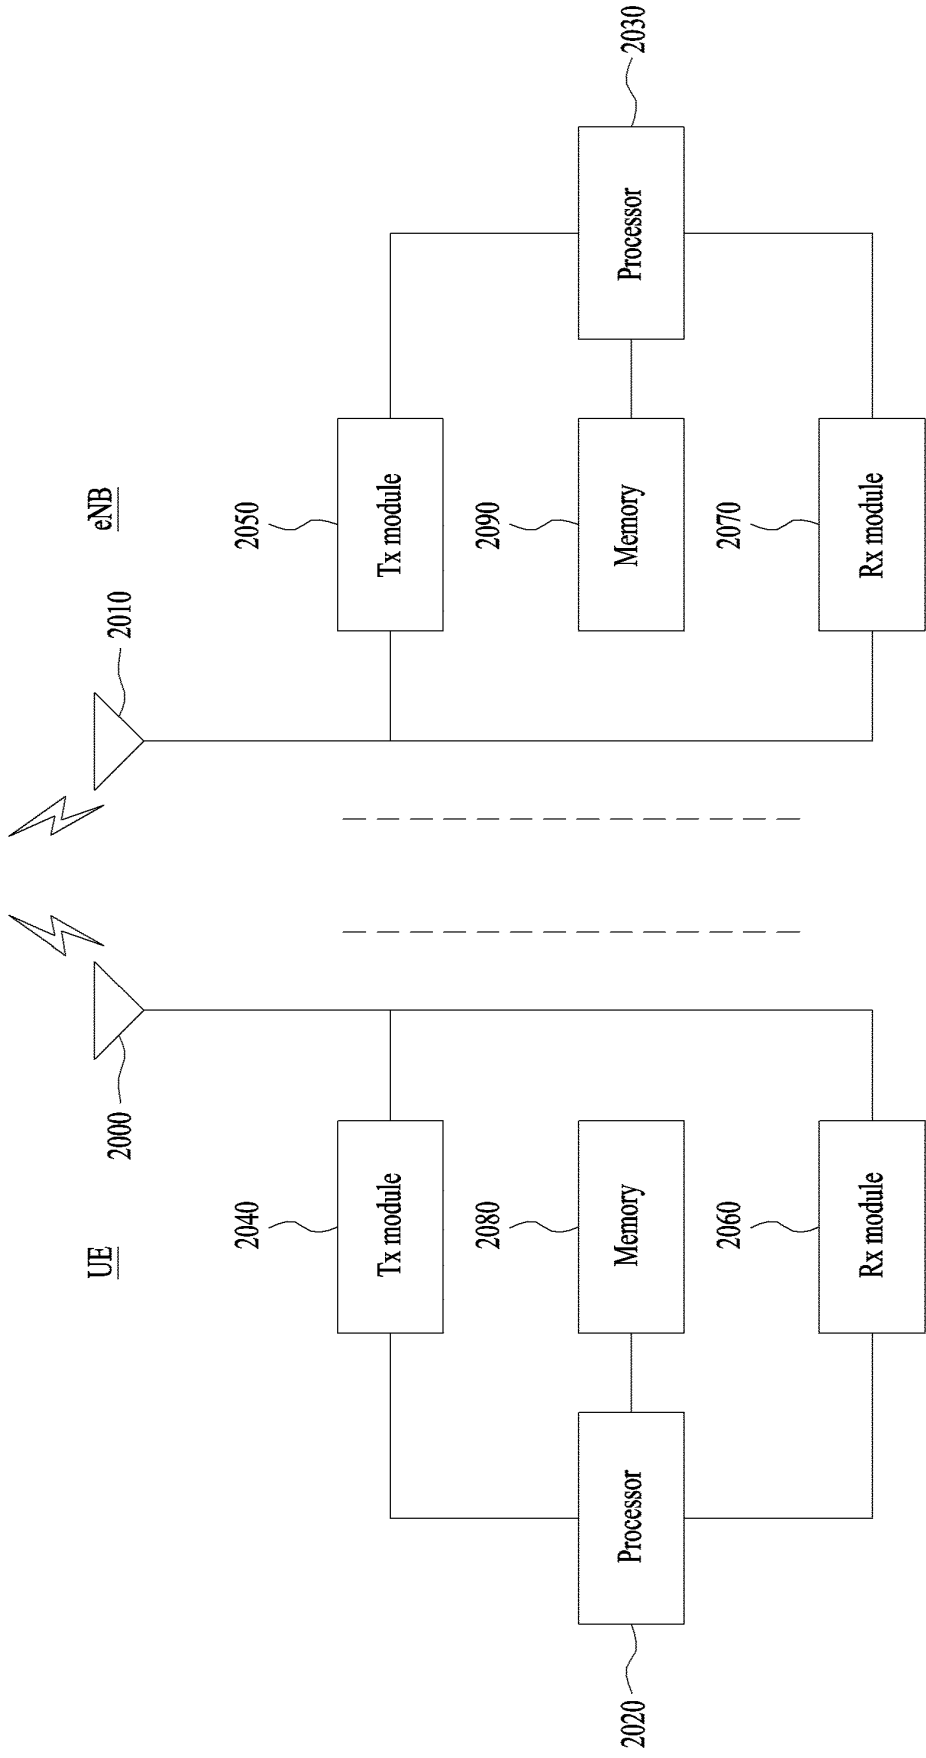 UE
eNB
2000
2010
2040
Tx module
2050
Tx module
2020
Processor
2080
Memory
2090
Memory
Processor
2030
2060
Rx module
2070
Rx module